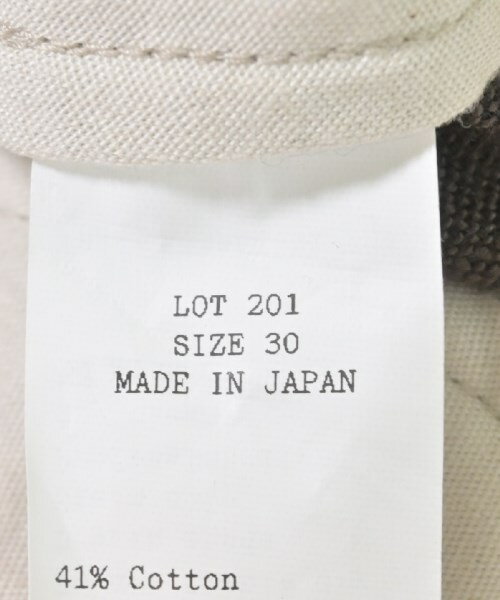 LOT 201
SIZE 30
MADE IN JAPAN
41% Cotton